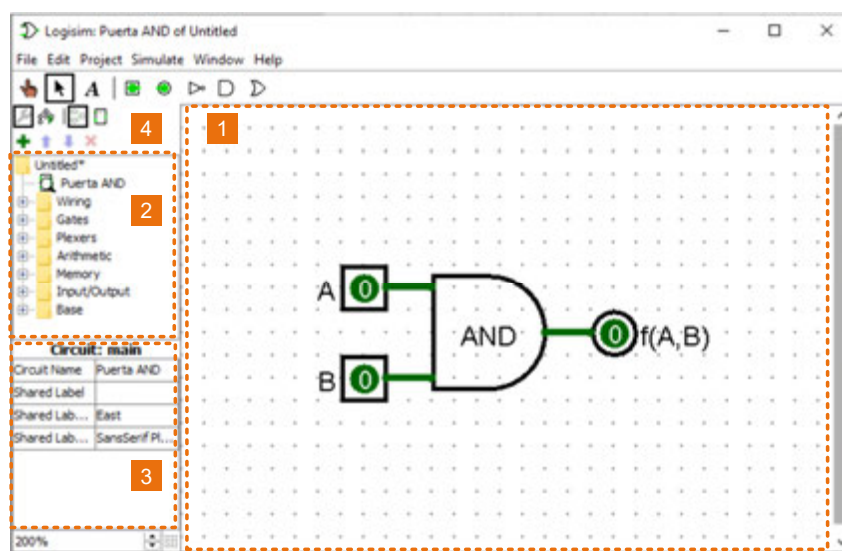 Logisim: Puerta AND of Untitled
File Edit Project Simulate Window Help
A
4
1
Untitled*
Puerta AND
Wiring
2
Gates
Plexers
Arithmetic
Memory
Input/Output
Base
A 0
AND
0 f(A,B)
B 0
Circuit: main
Circuit Name Puerta AND
Shared Label
Shared Lab... East
Shared Lab... SansSerif Pl...
3
200%